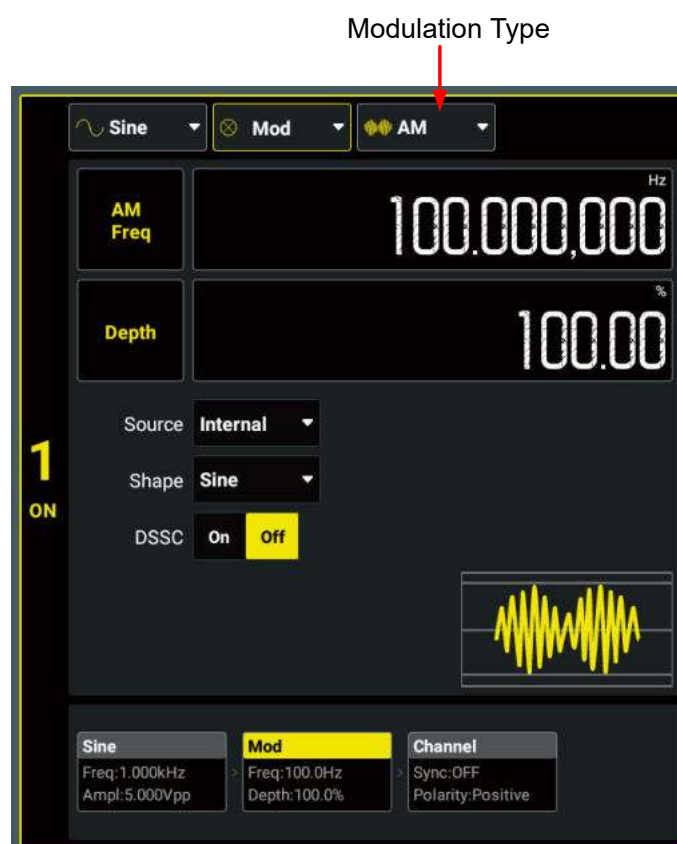 Modulation Type
Sine Mod AM
Hz
AM
Freq
100.000,000
%
Depth
100.00
Source Internal
1
Shape Sine
ON
DSSC On Off
Sine Mod Channel
Freq:1.000kHz > Freq:100.0Hz > Sync:OFF
Ampl:5.000Vpp Depth:100.0% Polarity:Positive